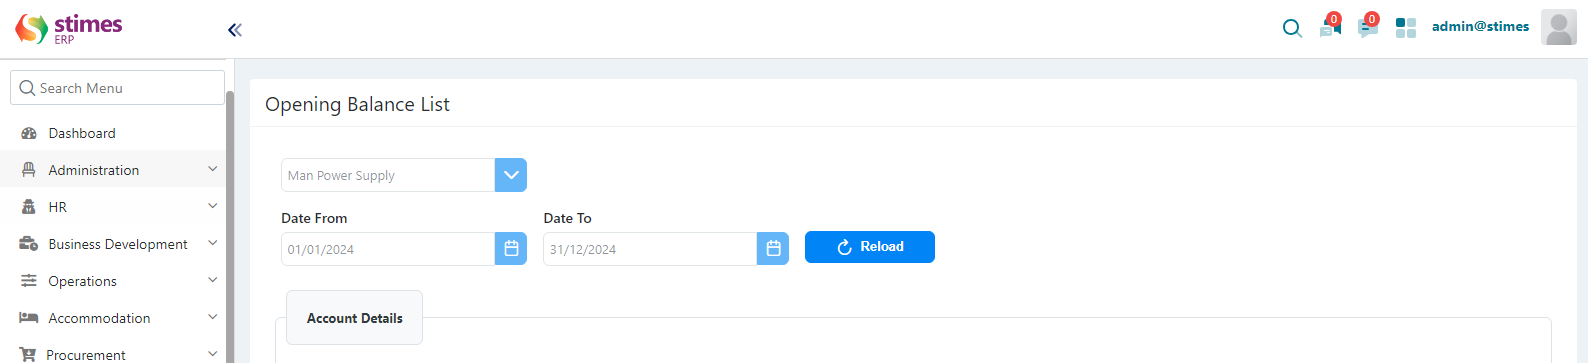 stimes
ERP
0
0
admin@stimes
Search Menu
Dashboard
Administration
HR
Business Development
Operations
Accommodation
Procurement
Opening Balance List
Man Power Supply
Date From
Date To
01/01/2024
31/12/2024
Reload
Account Details